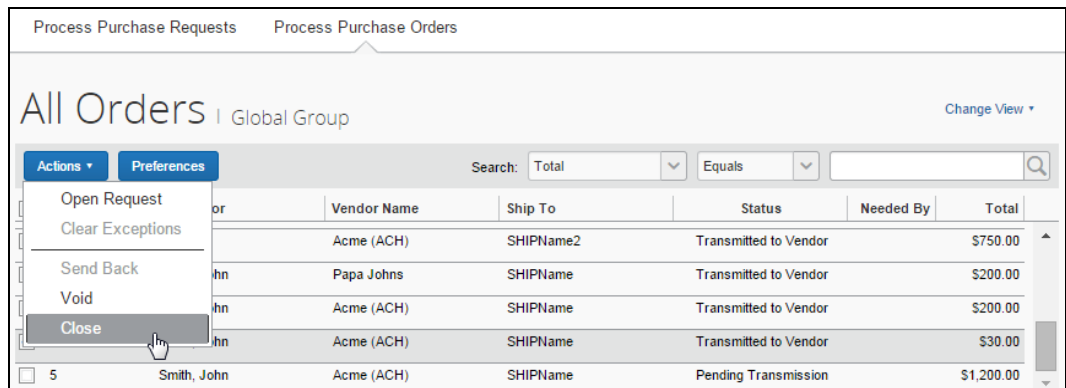 Process Purchase Requests Process Purchase Orders
All Orders | Global Group Change View
Actions Preferences Search: Total Equals
Open Request
Clear Exceptions
Send Back
Void
Close
or Vendor Name Ship To Status Needed By Total
Acme (ACH) SHIPName2 Transmitted to Vendor $750.00
hn Papa Johns SHIPName Transmitted to Vendor $200.00
hn Acme (ACH) SHIPName Transmitted to Vendor $200.00
hn Acme (ACH) SHIPName Transmitted to Vendor $30.00
5 Smith, John Acme (ACH) SHIPName Pending Transmission $1,200.00